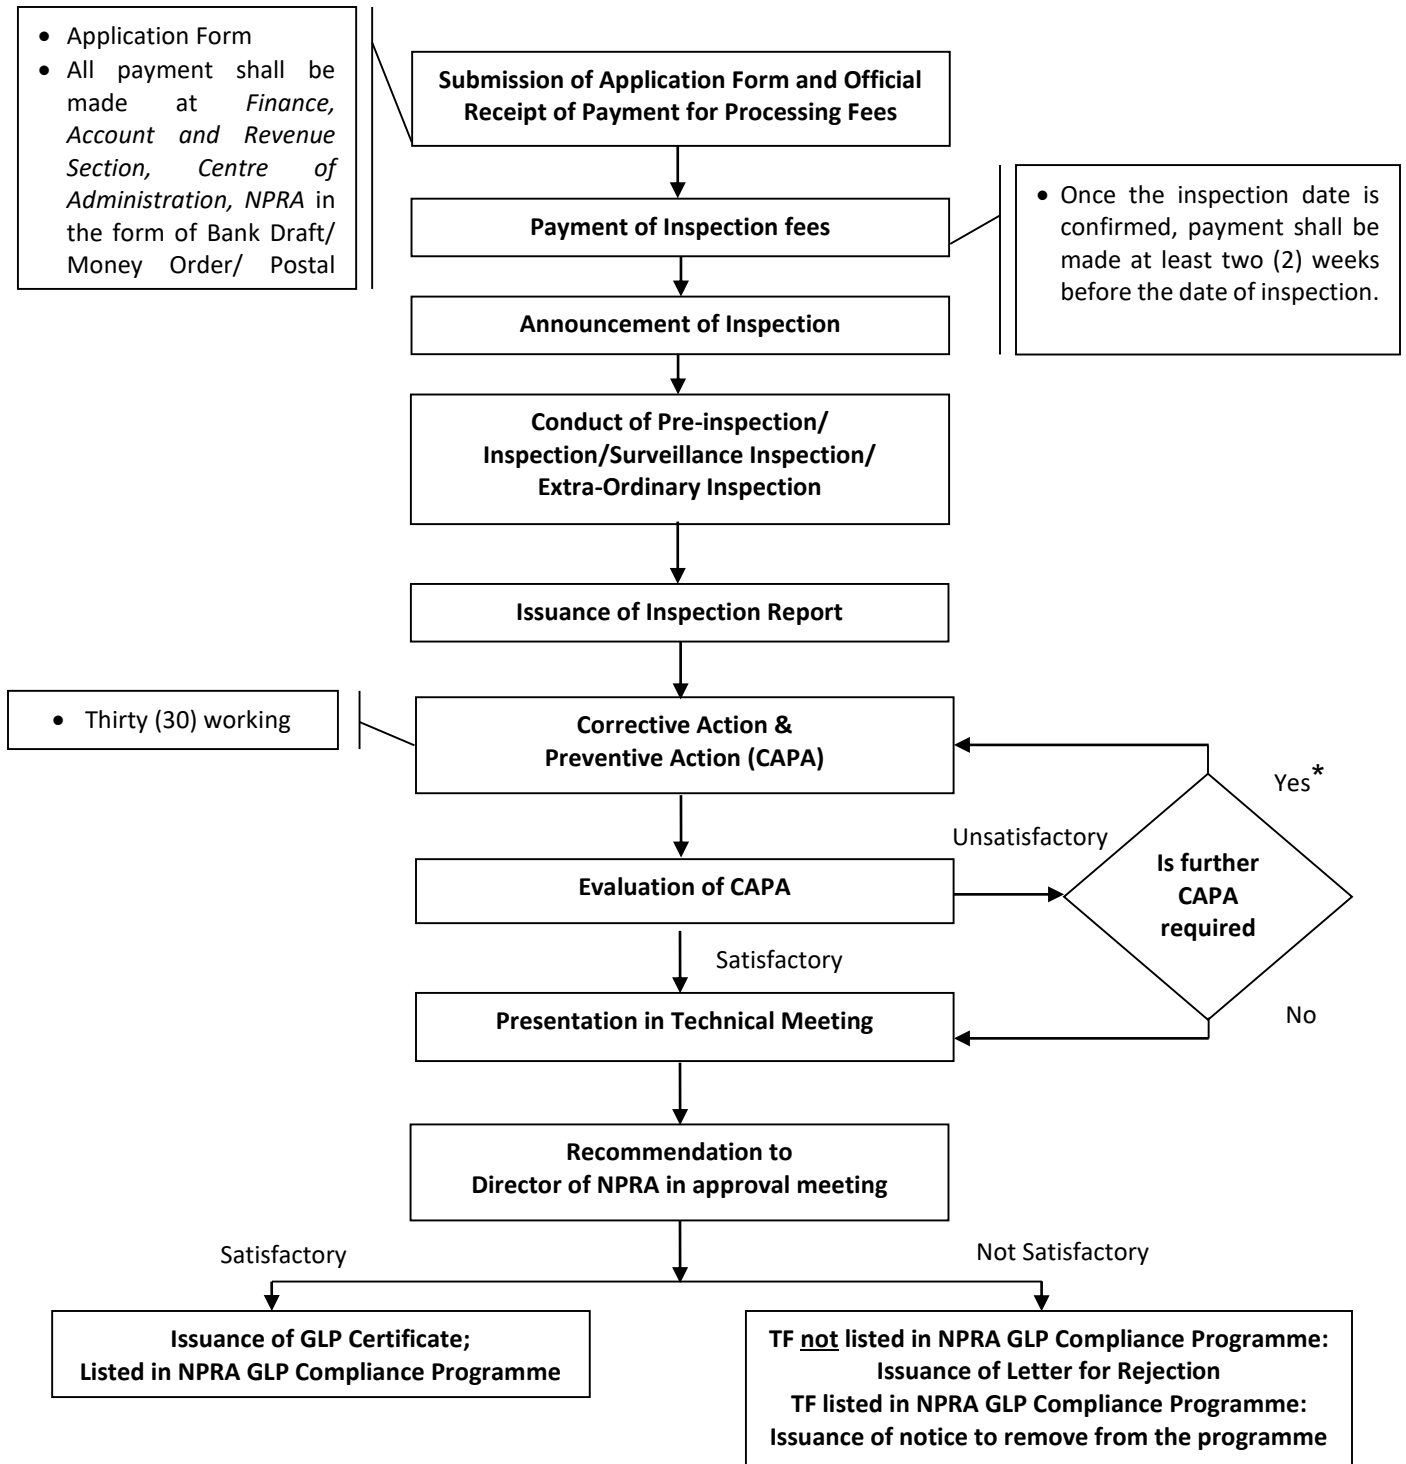 • Application Form
• All payment shall be
made at Finance,
Account and Revenue
Section, Centre of
Administration, NPRA in
the form of Bank Draft/
Money Order/ Postal
Submission of Application Form and Official
Receipt of Payment for Processing Fees
Payment of Inspection fees
• Once the inspection date is
confirmed, payment shall be
made at least two (2) weeks
before the date of inspection.
Announcement of Inspection
Conduct of Pre-inspection/
Inspection/Surveillance Inspection/
Extra-Ordinary Inspection
Issuance of Inspection Report
• Thirty (30) working
Corrective Action &
Preventive Action (CAPA)
Yes*
Unsatisfactory
Evaluation of CAPA
Is further
CAPA
required
Satisfactory
No
Presentation in Technical Meeting
Recommendation to
Director of NPRA in approval meeting
Satisfactory
Not Satisfactory
Issuance of GLP Certificate;
Listed in NPRA GLP Compliance Programme
TF not listed in NPRA GLP Compliance Programme:
Issuance of Letter for Rejection
TF listed in NPRA GLP Compliance Programme:
Issuance of notice to remove from the programme